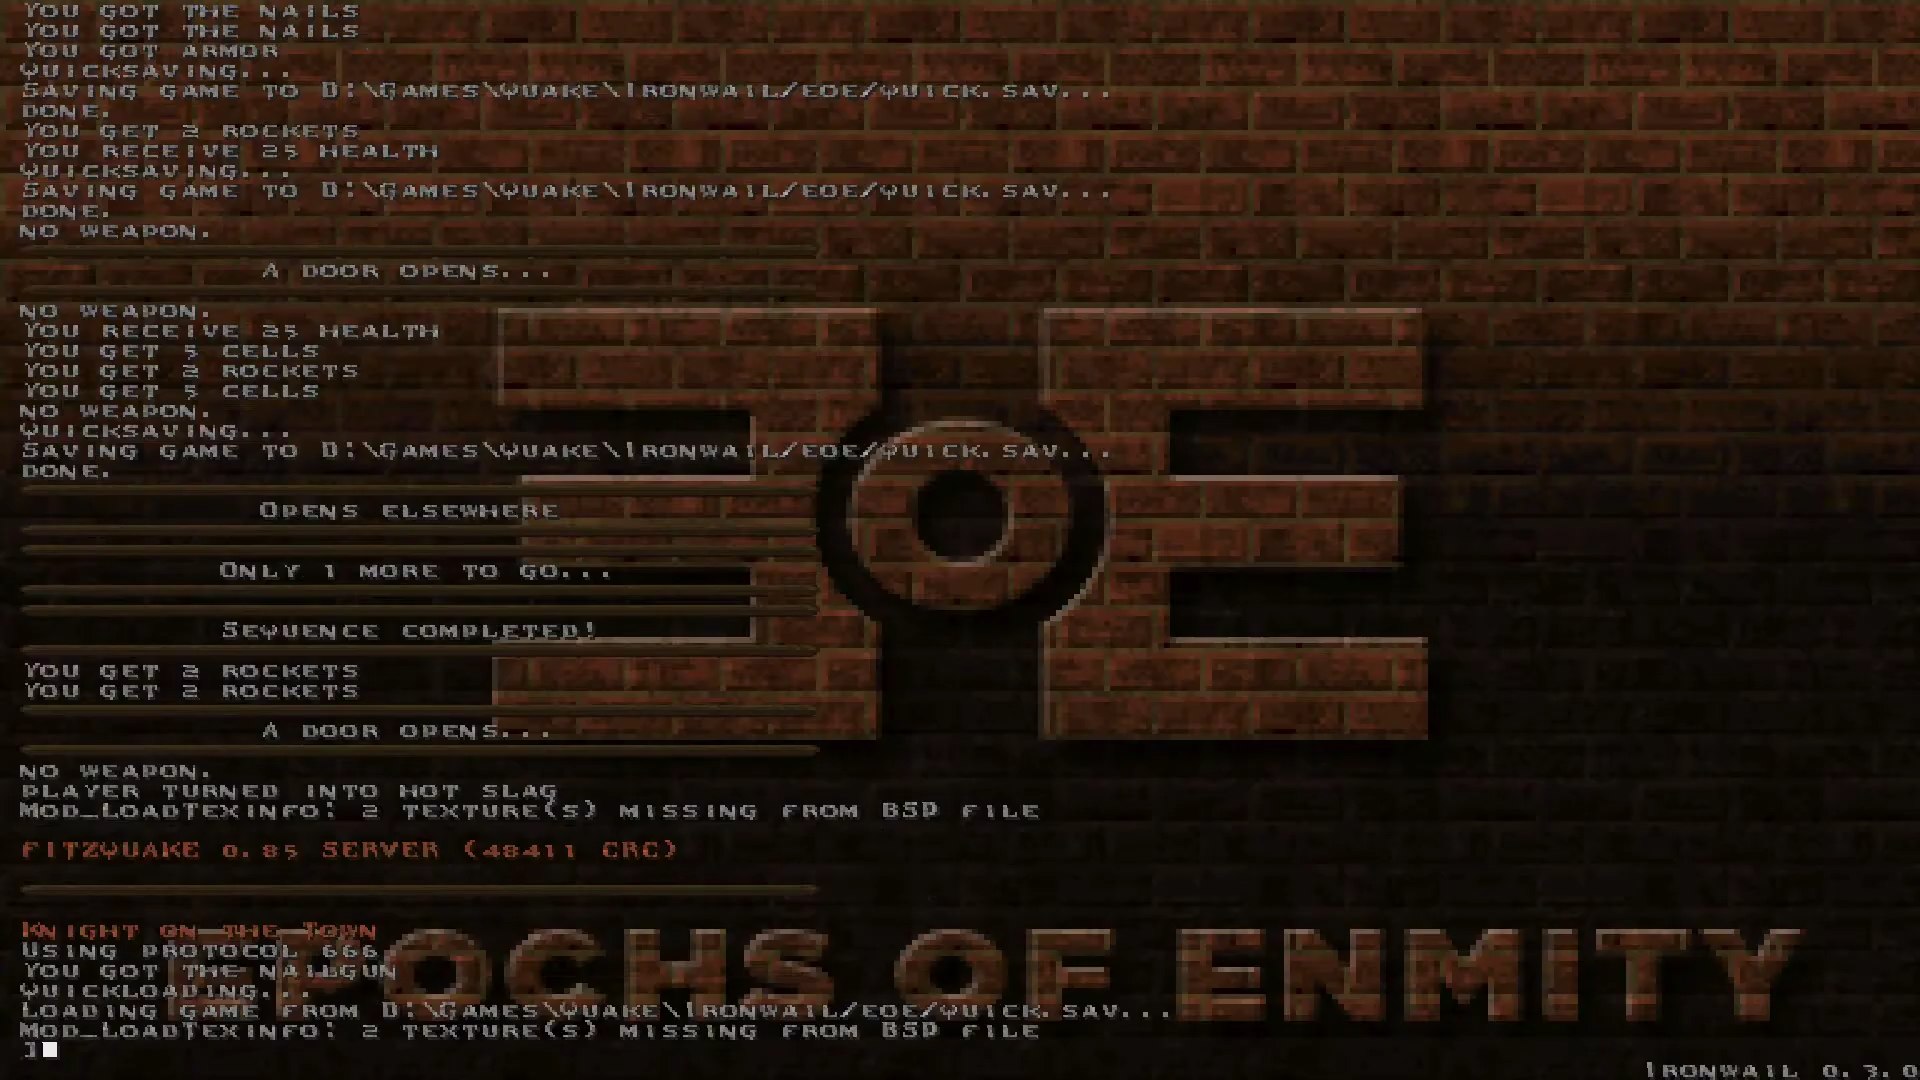 You got the nails
You got the nails
You got armor
Quicksaving...
Saving game to D:\Games\Quake\Ironwail/eoe/quick.sav...
done.
You get 2 rockets
You receive 25 health
Quicksaving...
Saving game to D:\Games\Quake\Ironwail/eoe/quick.sav...
done.
no weapon.
A door opens...
no weapon.
You receive 25 health
You get 5 cells
You get 2 rockets
You get 5 cells
no weapon.
Quicksaving...
Saving game to D:\Games\Quake\Ironwail/eoe/quick.sav...
done.
Opens elsewhere
Only 1 more to go...
Sequence completed!
You get 2 rockets
You get 2 rockets
A door opens...
no weapon.
player turned into hot slag
Mod_LoadTexinfo: 2 texture(s) missing from BSP file
FITZQUAKE 0.85 SERVER (48411 CRC)
Knight on the Town
Using protocol 666
You got the nailgun
Quickloading...
Loading game from D:\Games\Quake\Ironwail/eoe/quick.sav...
Mod_LoadTexinfo: 2 texture(s) missing from BSP file
]
EOE
EPOCHS OF ENMITY
Ironwail 0.3.0